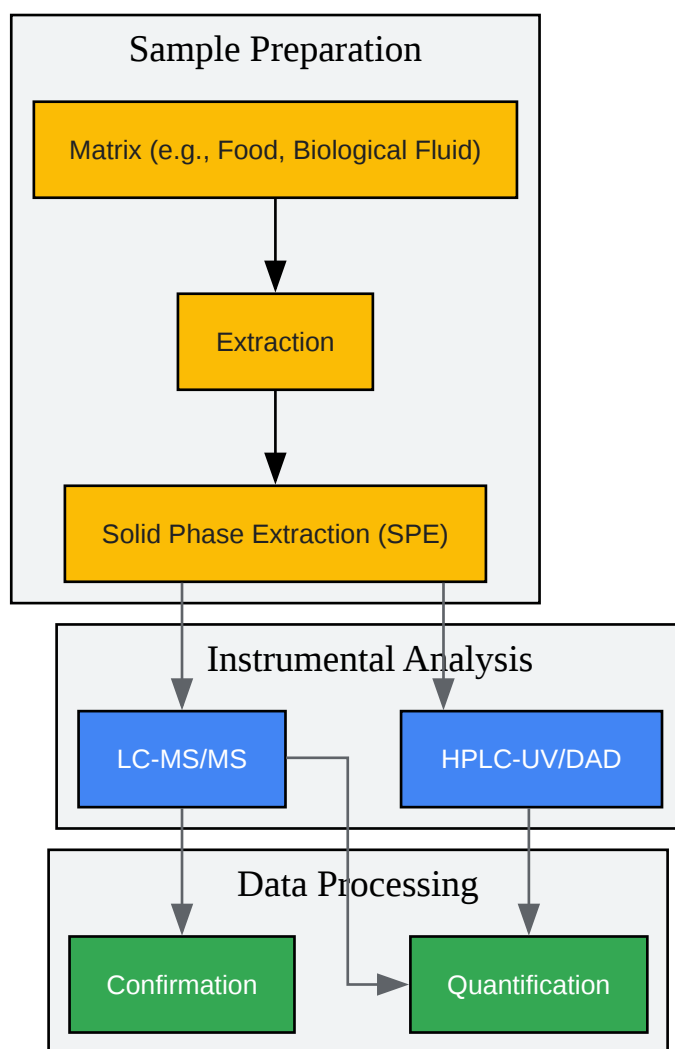 Sample Preparation
Matrix (e.g., Food, Biological Fluid)
Extraction
Solid Phase Extraction (SPE)
Instrumental Analysis
LC-MS/MS
HPLC-UV/DAD
Data Processing
Confirmation
Quantification